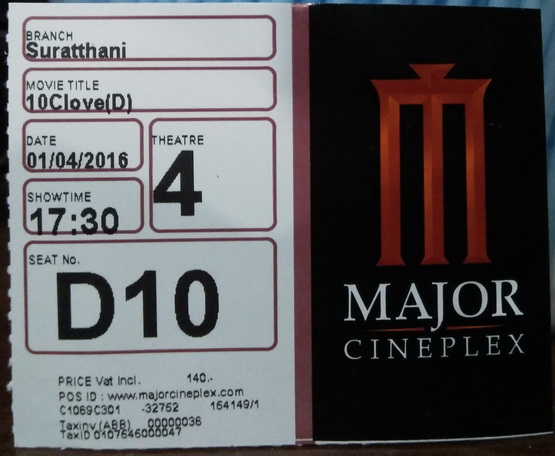 BRANCH
Suratthani
MOVIE TITLE
10Clove(D)
DATE
01/04/2016
THEATRE
4
SHOWTIME
17:30
SEAT No.
D10
PRICE Vat Incl. 140.-
POS ID : www.majorcineplex.com
C1069C301 -32752 154149/1
Taxinv (ABB) 00000036
TaxID 0107545000047
MAJOR
CINEPLEX